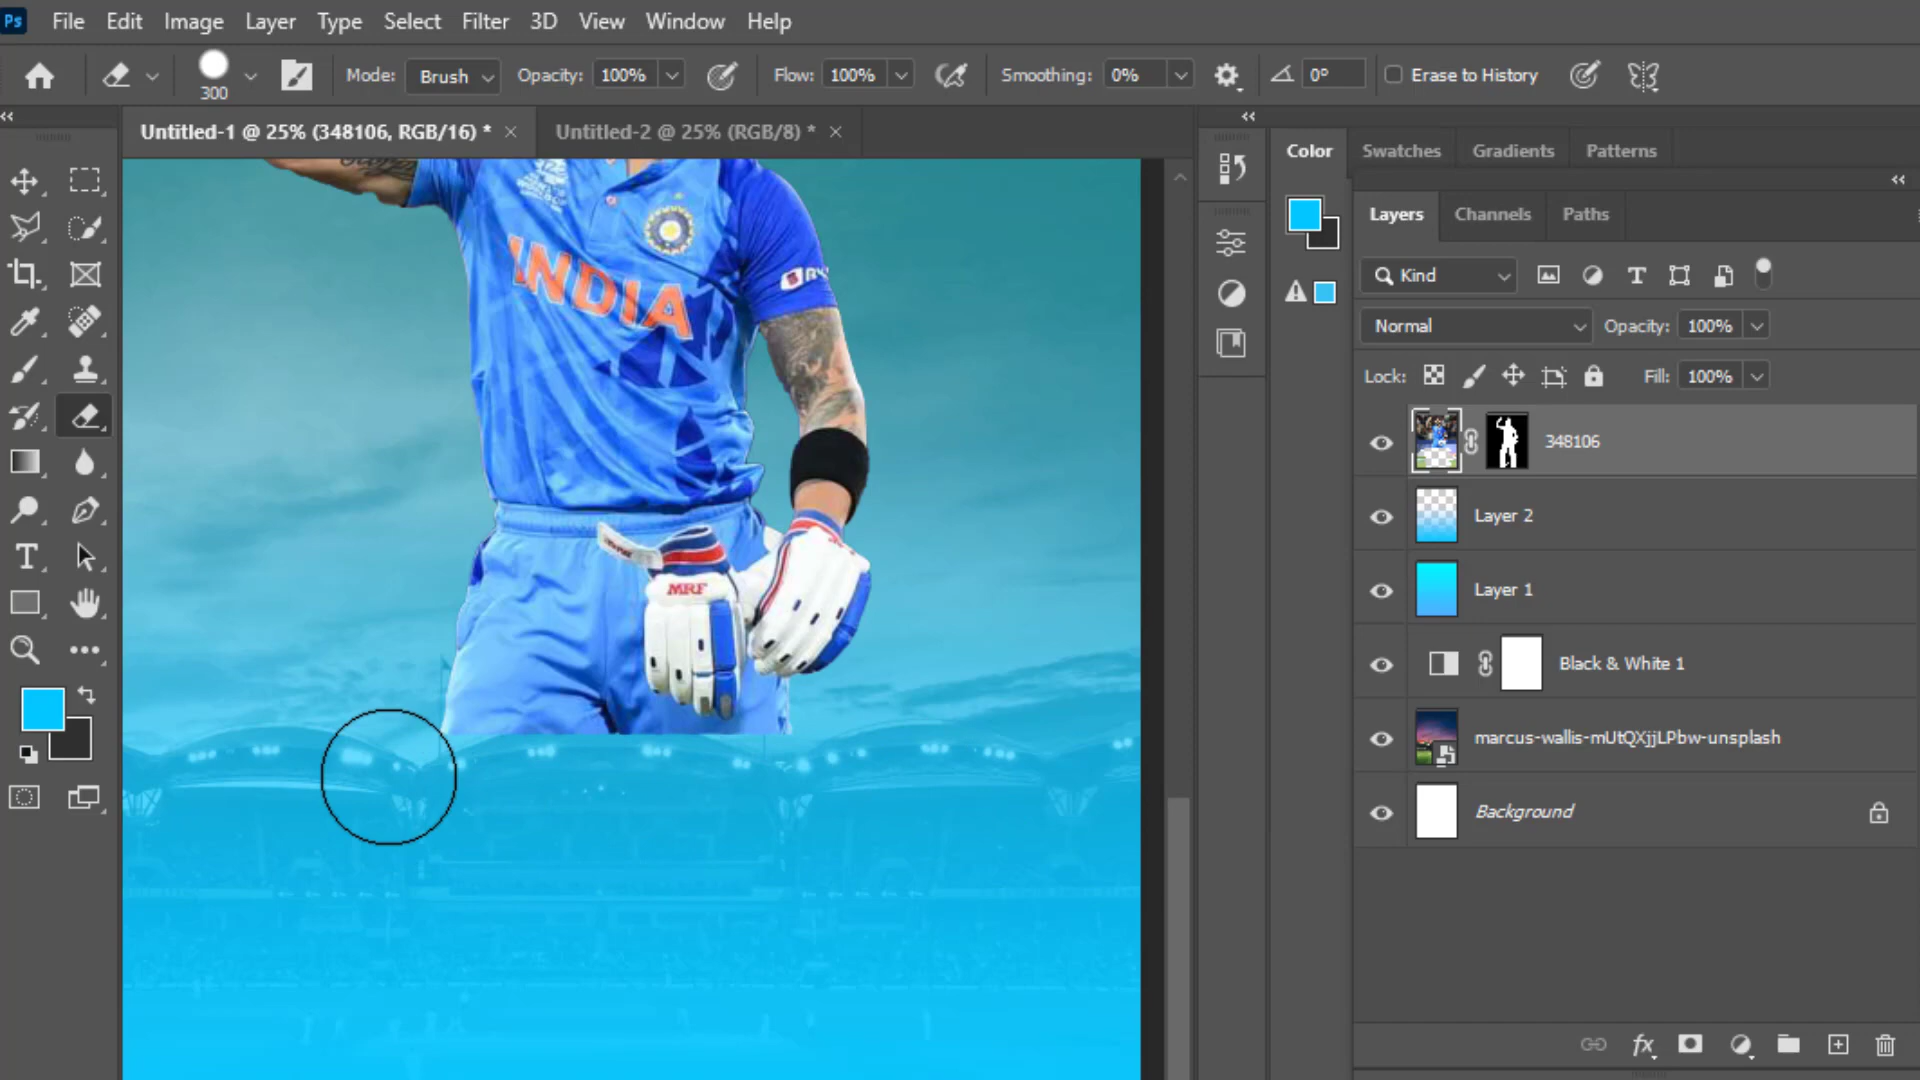 Ps File Edit Image Layer Type Select Filter 3D View Window Help
300 Mode: Brush Opacity: 100% Flow: 100% Smoothing: 0% 0° Erase to History
Untitled-1 @ 25% (348106, RGB/16) * × Untitled-2 @ 25% (RGB/8) * ×
Color Swatches Gradients Patterns
Layers Channels Paths
Kind
Normal Opacity: 100%
Lock: Fill: 100%
348106
Layer 2
Layer 1
Black & White 1
marcus-wallis-mUtQXjjLPbw-unsplash
Background
fx
INDIA
MRF